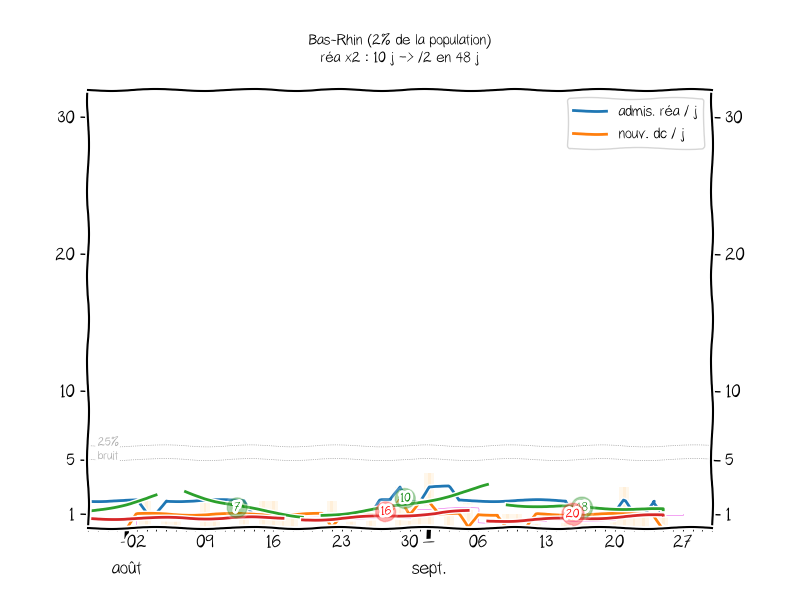 Bas-Rhin (2% de la population)
réa x2 : 10 j -> /2 en 48 j
admis. réa / j
nouv. dc / j
30 30
20 20
10 10
25%
bruit
5 5
1 1
7 16 10 20
02 09 16 23 30 06 13 20 27
août sept.